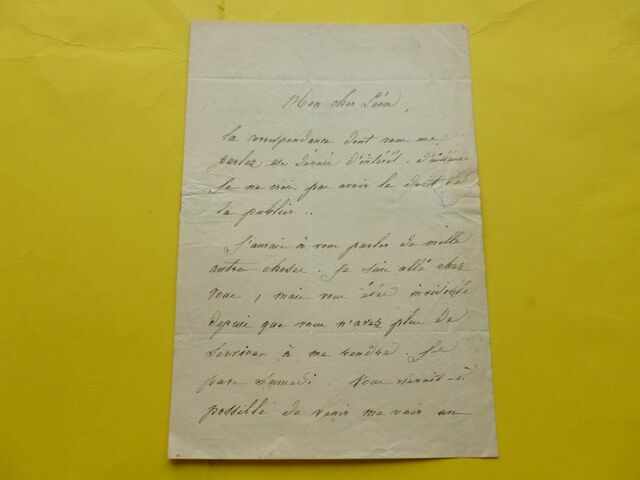 Mon cher Léon,
La correspondance dont vous me
parlez est dénuée d'intérêt. d'ailleurs
Je ne crois pas avoir le droit de
la publier.
J'aurais à vous parler de mille
autres choses. Je suis allé chez
vous, mais vous êtes invisible
depuis que vous n'avez plus de
services à me rendre. Je
pars Samedi. Vous serait-il
possible de venir me voir un